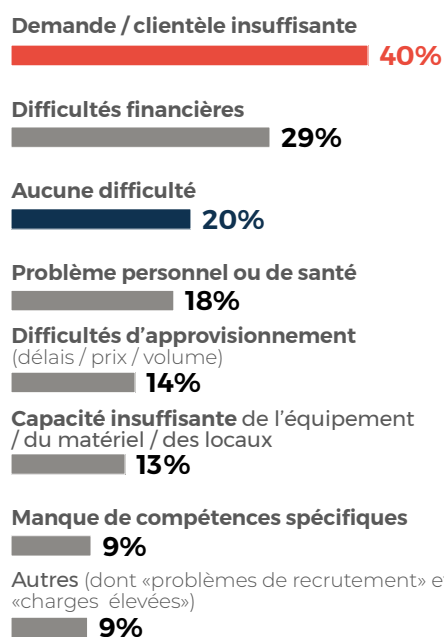 Demande / clientèle insuffisante
40%
Difficultés financières
29%
Aucune difficulté
20%
Problème personnel ou de santé
18%
Difficultés d’approvisionnement
(délais / prix / volume)
14%
Capacité insuffisante de l’équipement
/ du matériel / des locaux
13%
Manque de compétences spécifiques
9%
Autres (dont «problèmes de recrutement» e
«charges élevées»)
9%